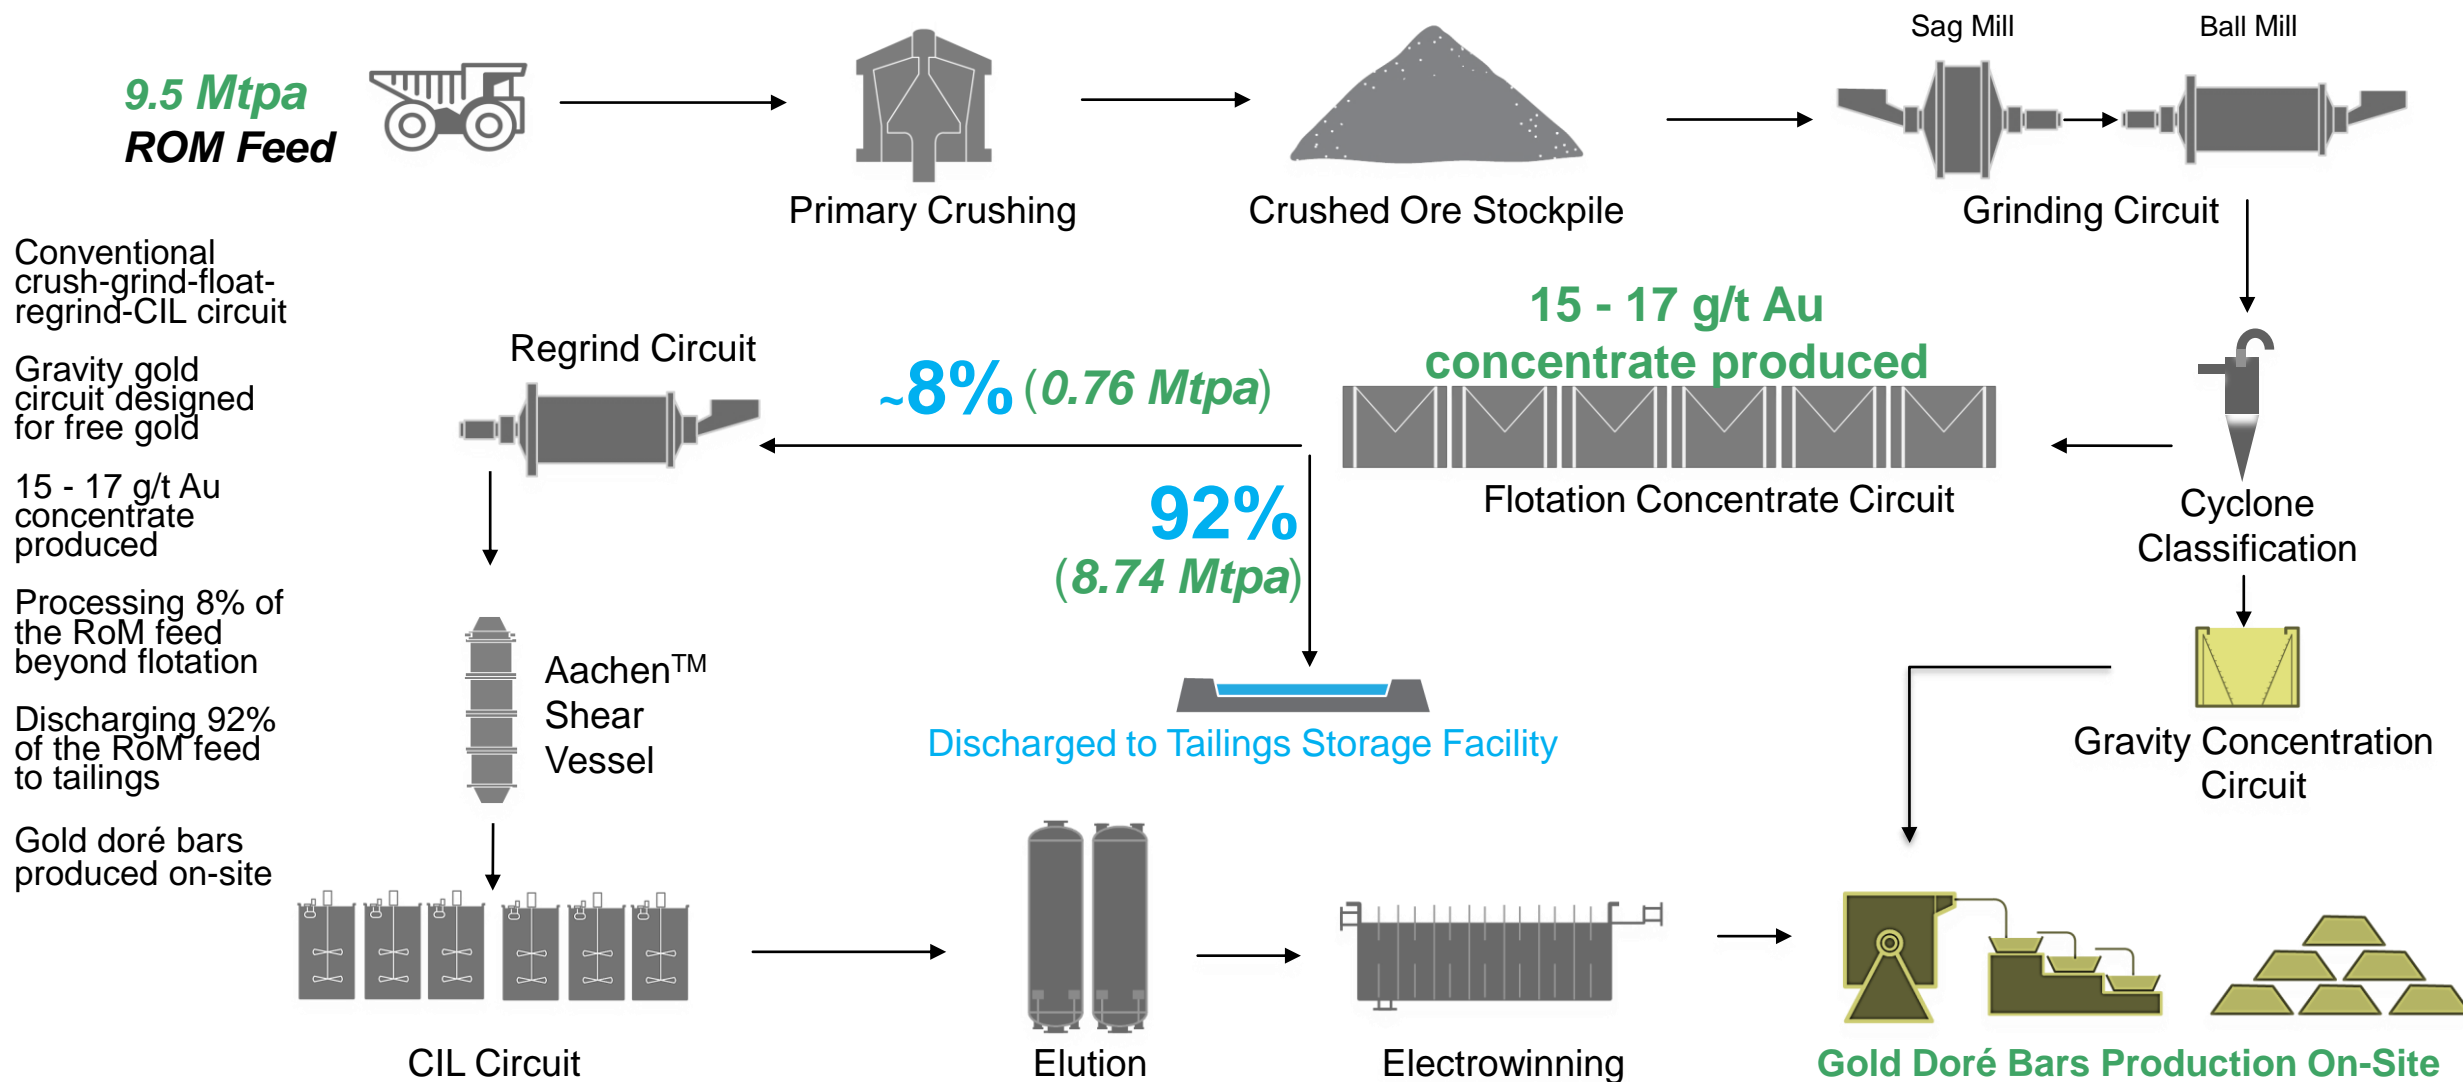 Sag Mill
Ball Mill
9.5 Mtpa
ROM Feed
Primary Crushing
Crushed Ore Stockpile
Grinding Circuit
Conventional
crush-grind-float-
regrind-CIL circuit
Gravity gold
circuit designed
for free gold
15 - 17 g/t Au
concentrate
produced
Processing 8% of
the RoM feed
beyond flotation
Discharging 92%
of the RoM feed
to tailings
Gold doré bars
produced on-site
15 - 17 g/t Au
concentrate produced
Regrind Circuit
~8% (0.76 Mtpa)
Flotation Concentrate Circuit
92%
(8.74 Mtpa)
Cyclone
Classification
Aachen™
Shear
Vessel
Discharged to Tailings Storage Facility
Gravity Concentration
Circuit
CIL Circuit
Elution
Electrowinning
Gold Doré Bars Production On-Site